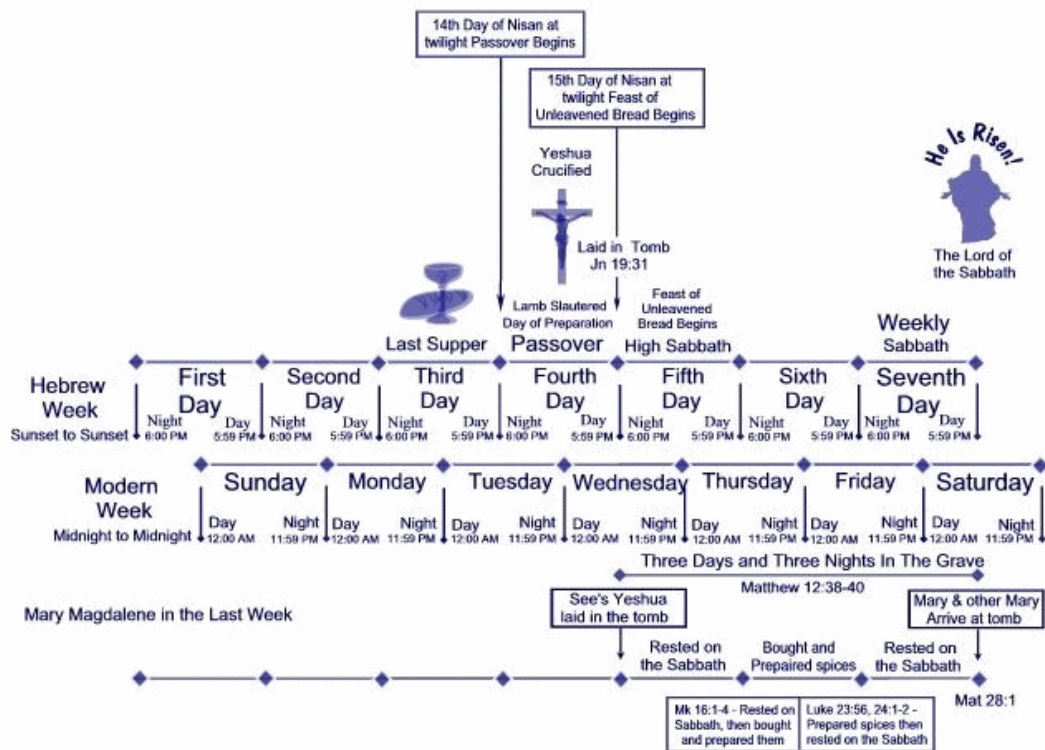 14th Day of Nisan at
twilight Passover Begins
15th Day of Nisan at
twilight Feast of
Unleavened Bread Begins
He Is Risen!
The Lord of
the Sabbath
Yeshua
Crucified
Laid in Tomb
Jn 19:31
Last Supper
Lamb Slautered
Day of Preparation
Passover
Feast of
Unleavened
Bread Begins
High Sabbath
Weekly
Sabbath
Hebrew
Week
Sunset to Sunset
First
Day
Second
Day
Third
Day
Fourth
Day
Fifth
Day
Sixth
Day
Seventh
Day
Night Day Night Day Night Day Night Day Night Day Night Day Night Day
6:00 PM 5:59 PM 6:00 PM 5:59 PM 6:00 PM 5:59 PM 6:00 PM 5:59 PM 6:00 PM 5:59 PM 6:00 PM 5:59 PM 6:00 PM 5:59 PM
Modern
Week
Midnight to Midnight
Sunday Monday Tuesday Wednesday Thursday Friday Saturday
Day Night Day Night Day Night Day Night Day Night Day Night Day Night
12:00 AM 11:59 PM 12:00 AM 11:59 PM 12:00 AM 11:59 PM 12:00 AM 11:59 PM 12:00 AM 11:59 PM 12:00 AM 11:59 PM 12:00 AM 11:59 PM
Three Days and Three Nights In The Grave
Matthew 12:38-40
Mary Magdalene in the Last Week
See's Yeshua
laid in the tomb
Mary & other Mary
Arrive at tomb
Rested on
the Sabbath
Bought and
Prepaired spices
Rested on
the Sabbath
Mat 28:1
Mk 16:1-4 - Rested on
Sabbath, then bought
and prepared them
Luke 23:56, 24:1-2 -
Prepared spices then
rested on the Sabbath